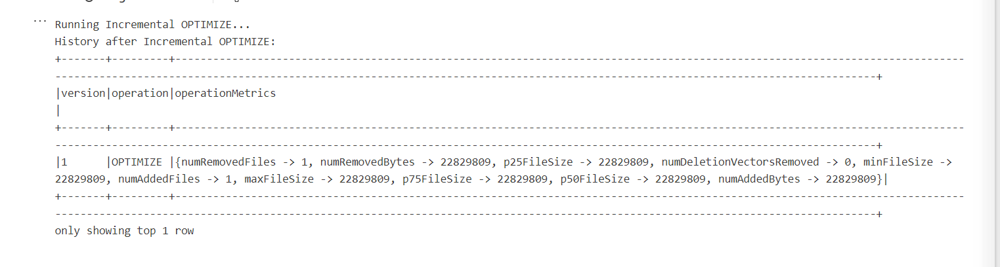 ...
Running Incremental OPTIMIZE...
History after Incremental OPTIMIZE:
+-------+---------+-----------------------------------------------------------------------------------------------------------------------------
----------------------------------------------------------------------------------------------------------------------------------+
|version|operation|operationMetrics
|
+-------+---------+-----------------------------------------------------------------------------------------------------------------------------
----------------------------------------------------------------------------------------------------------------------------------+
|1      |OPTIMIZE |{numRemovedFiles -> 1, numRemovedBytes -> 22829809, p25FileSize -> 22829809, numDeletionVectorsRemoved -> 0, minFileSize ->
22829809, numAddedFiles -> 1, maxFileSize -> 22829809, p75FileSize -> 22829809, p50FileSize -> 22829809, numAddedBytes -> 22829809}|
+-------+---------+-----------------------------------------------------------------------------------------------------------------------------
----------------------------------------------------------------------------------------------------------------------------------+
only showing top 1 row